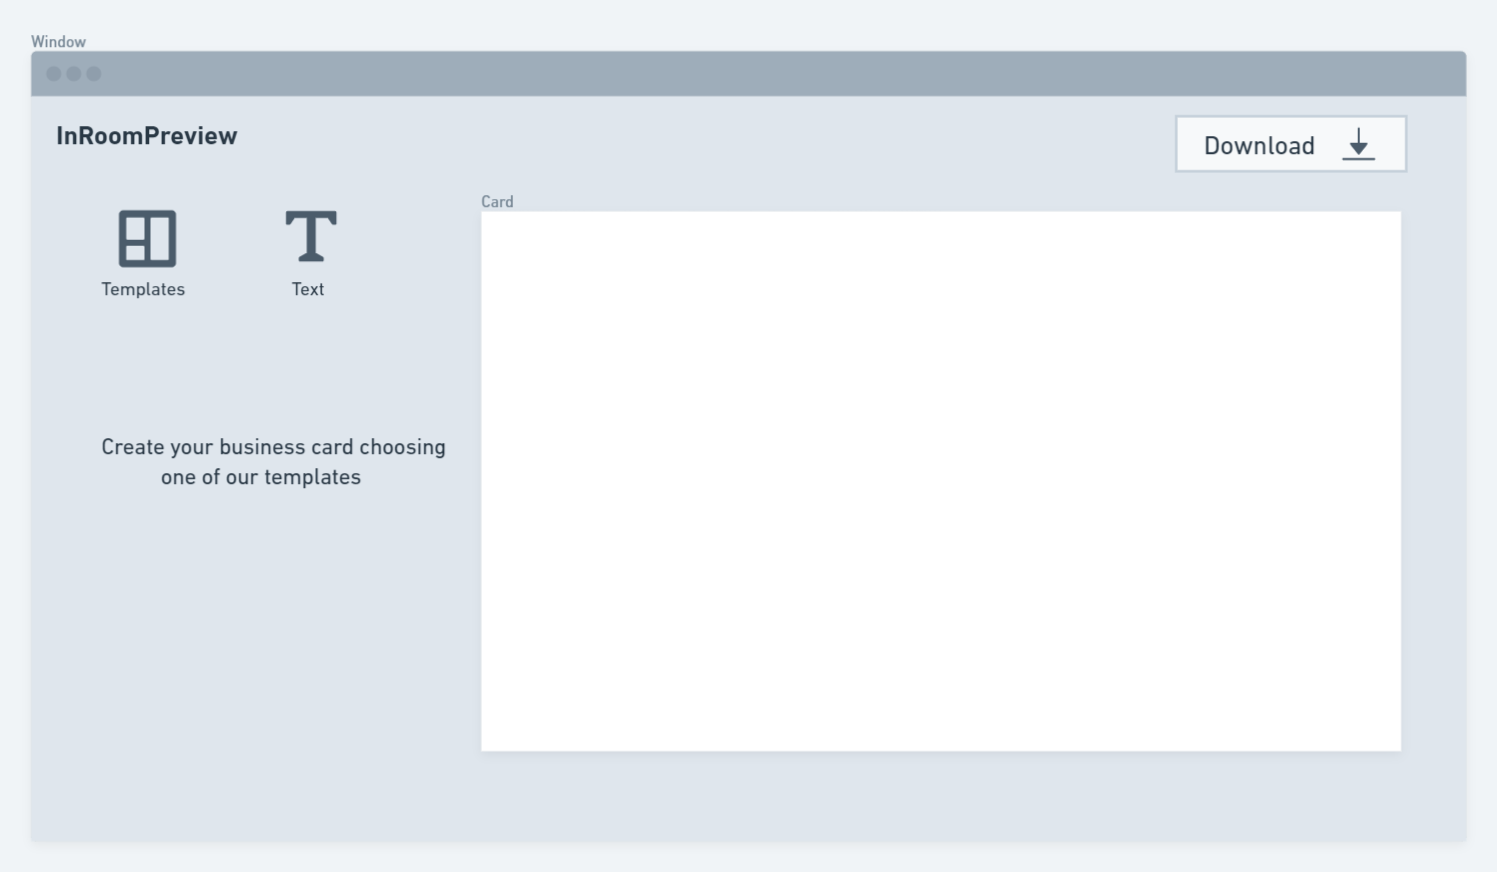 Window
InRoomPreview
Download
Card
Templates
Text
Create your business card choosing
one of our templates